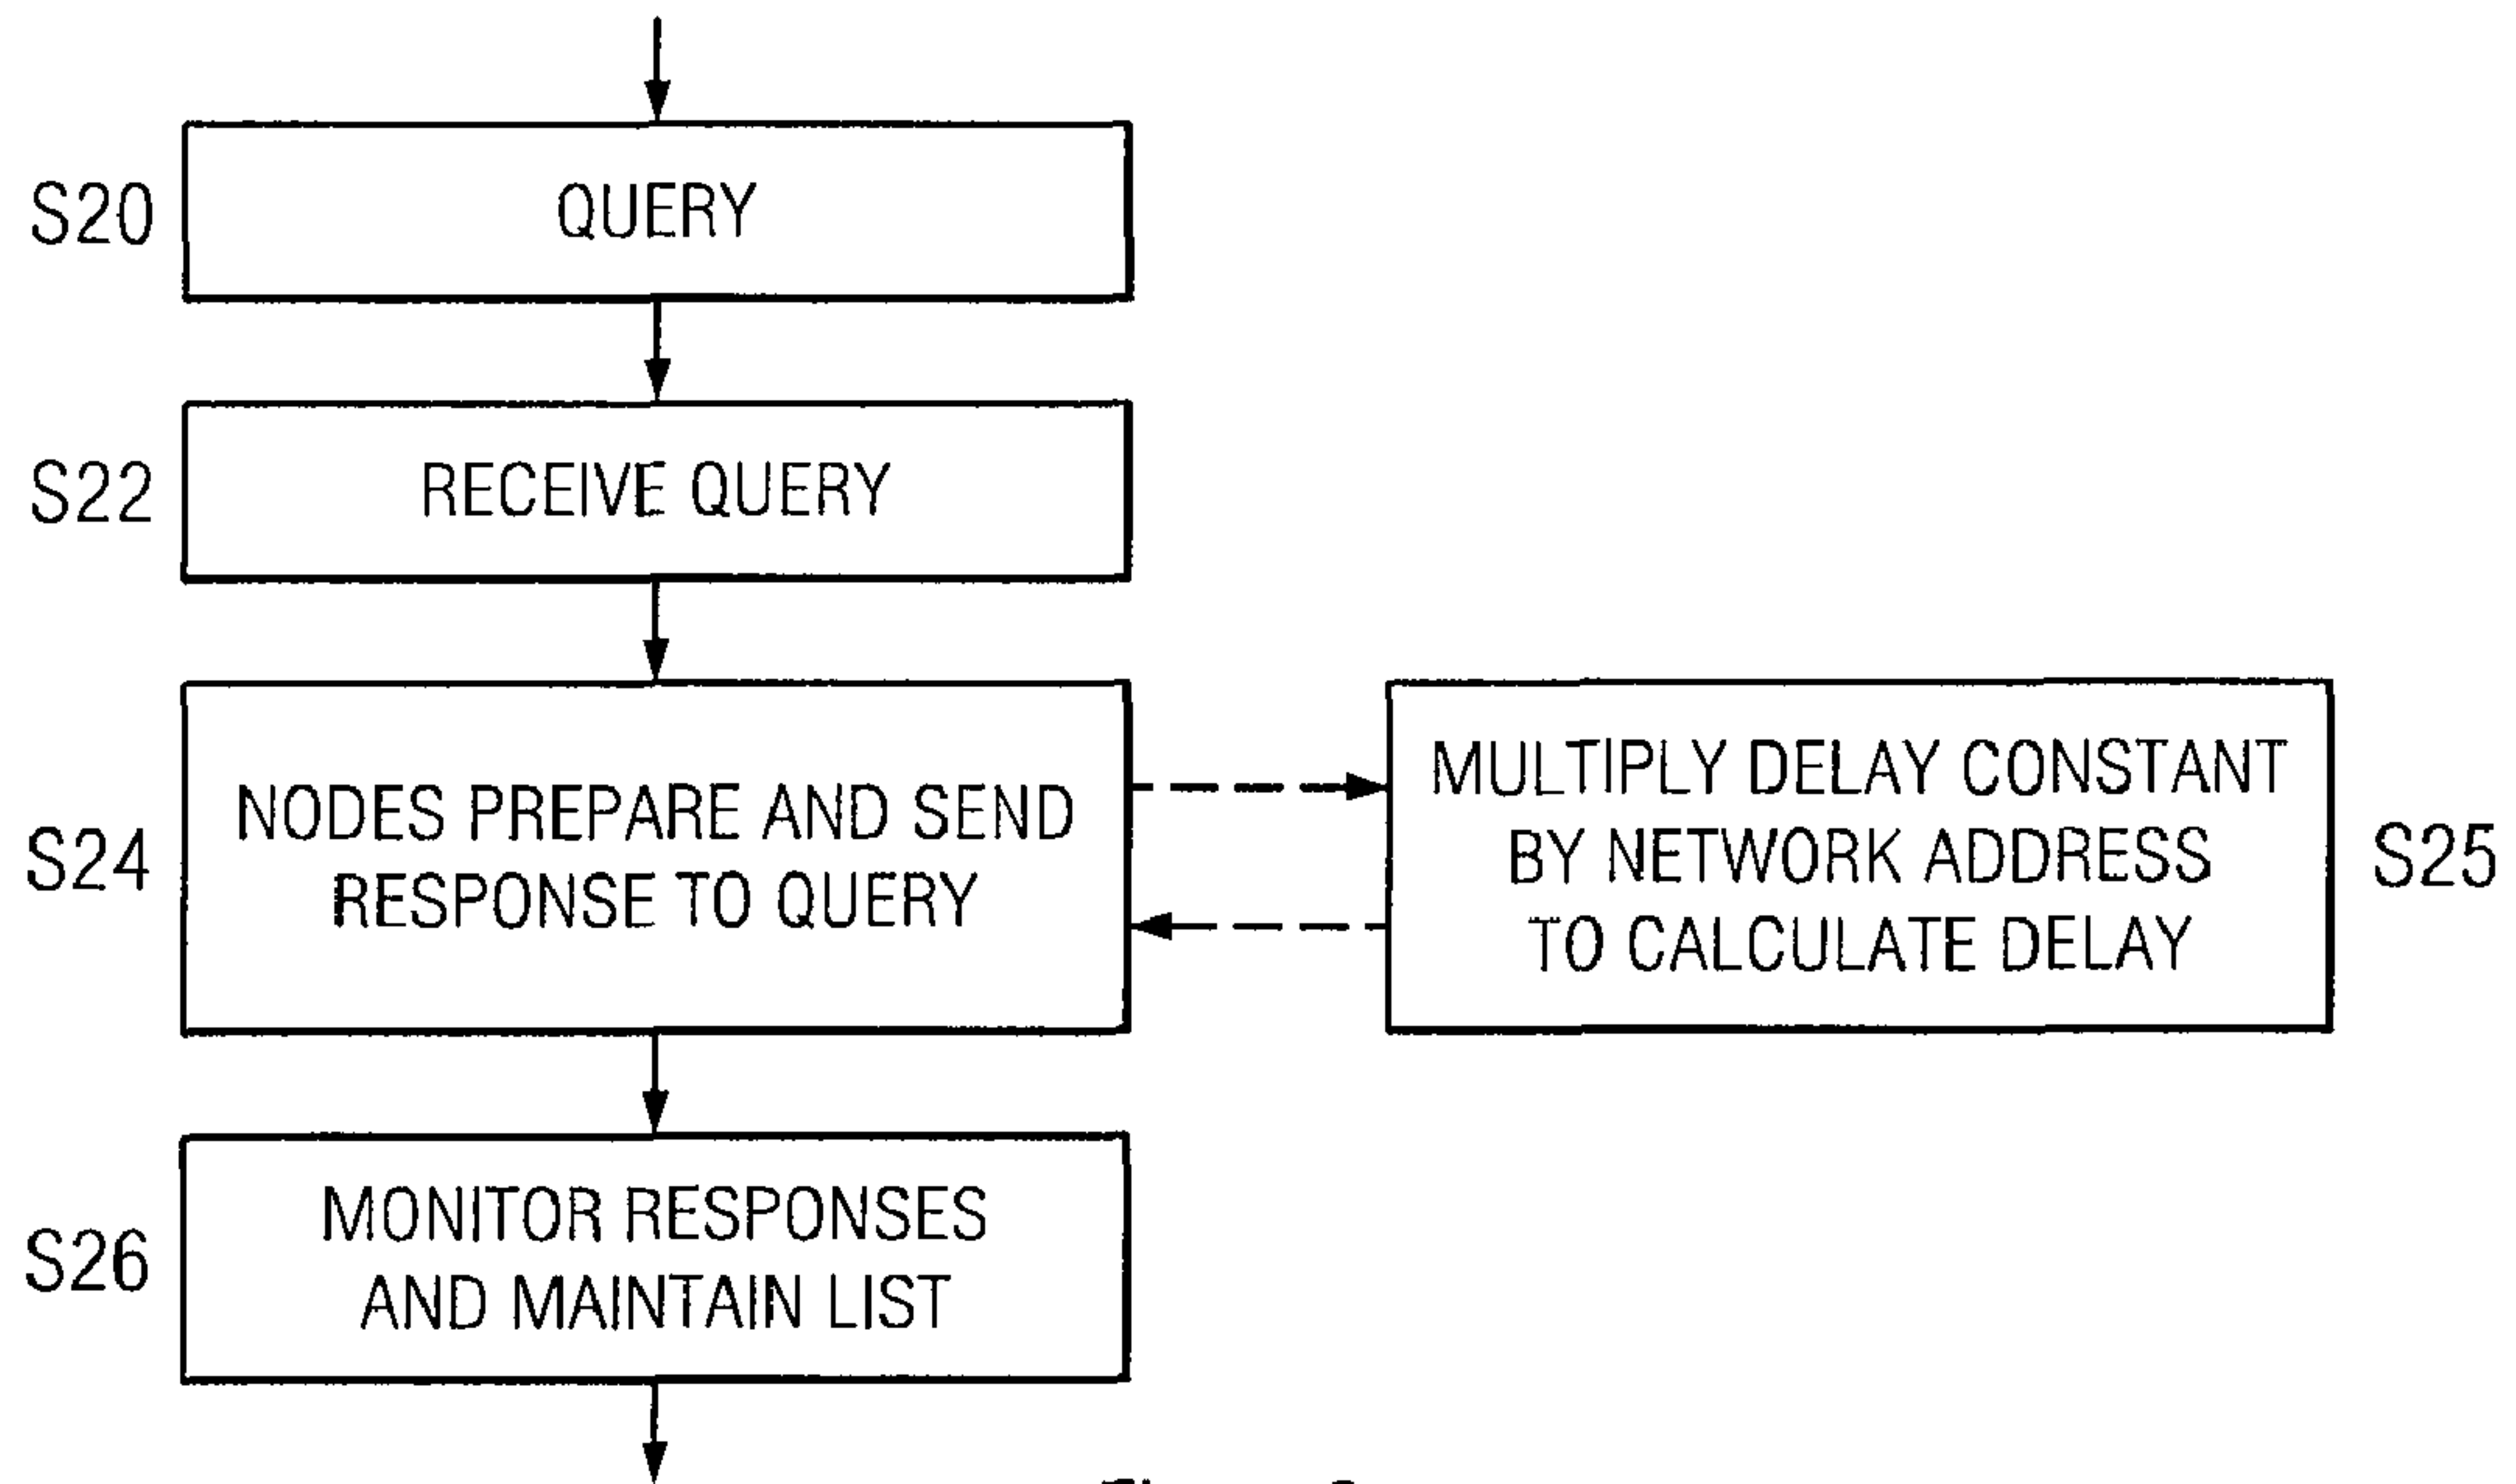 S20
QUERY
S22
RECEIVE QUERY
S24
NODES PREPARE AND SEND
RESPONSE TO QUERY
MULTIPLY DELAY CONSTANT
BY NETWORK ADDRESS
TO CALCULATE DELAY
S25
S26
MONITOR RESPONSES
AND MAINTAIN LIST